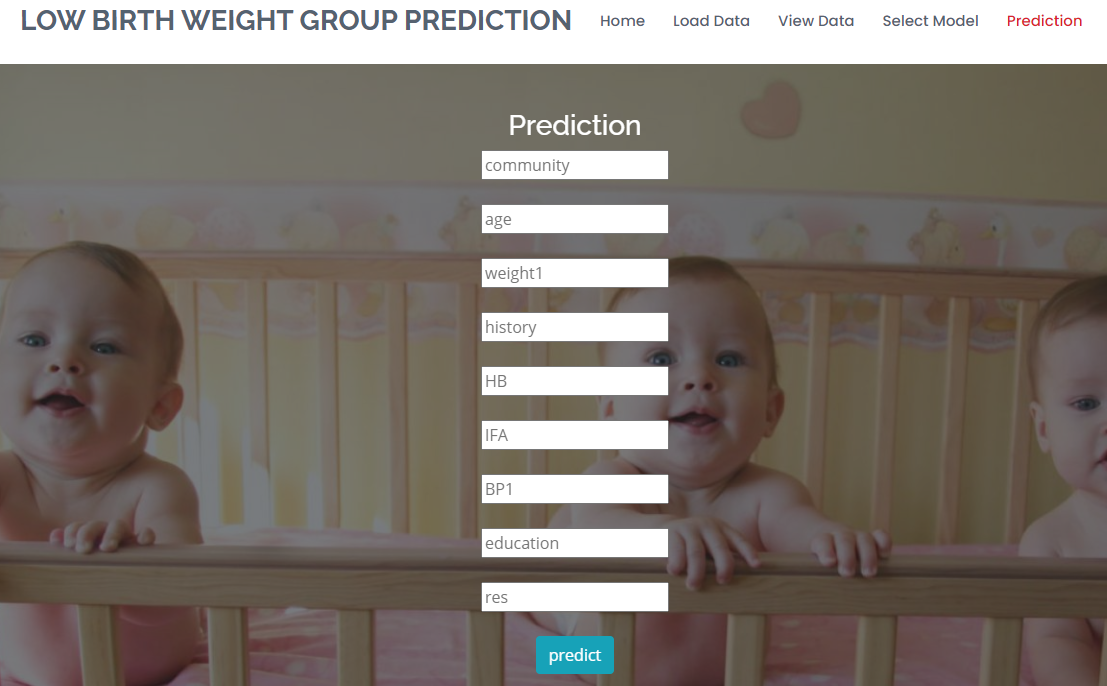 LOW BIRTH WEIGHT GROUP PREDICTION Home Load Data View Data Select Model Prediction
Prediction
community
age
weight1
history
HB
IFA
BP1
education
res
predict